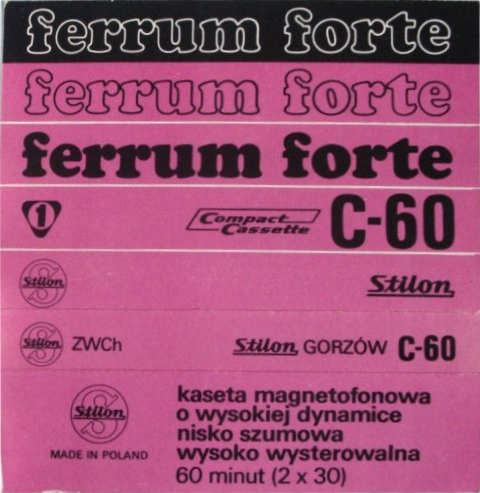 ferrum forte
ferrum forte
ferrum forte
1 Compact Cassette C-60
Stilon Stilon
Stilon ZWCh Stilon GORZÓW C-60
Stilon
MADE IN POLAND
kaseta magnetofonowa
o wysokiej dynamice
nisko szumowa
wysoko wysterowalna
60 minut (2 x 30)